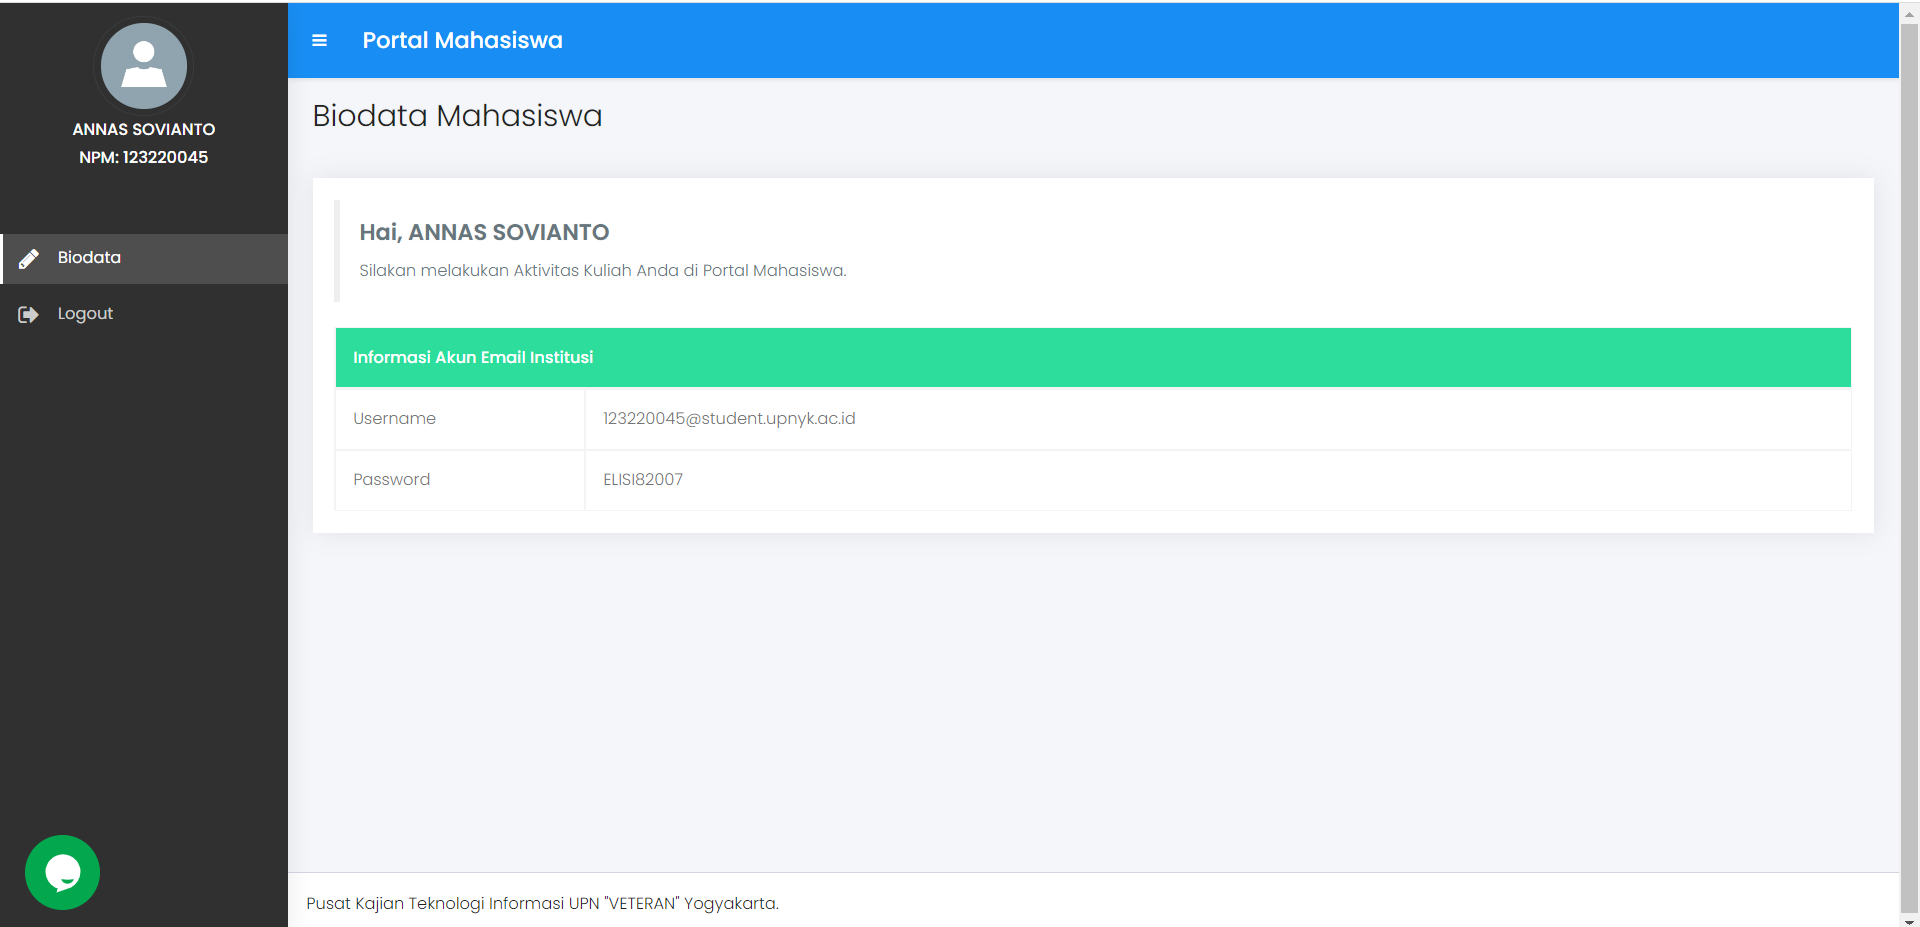 ANNAS SOVIANTO
NPM: 123220045
Biodata
Logout
Portal Mahasiswa
Biodata Mahasiswa
Hai, ANNAS SOVIANTO
Silakan melakukan Aktivitas Kuliah Anda di Portal Mahasiswa.
Informasi Akun Email Institusi
Username 123220045@student.upnyk.ac.id
Password ELISI82007
Pusat Kajian Teknologi Informasi UPN "VETERAN" Yogyakarta.